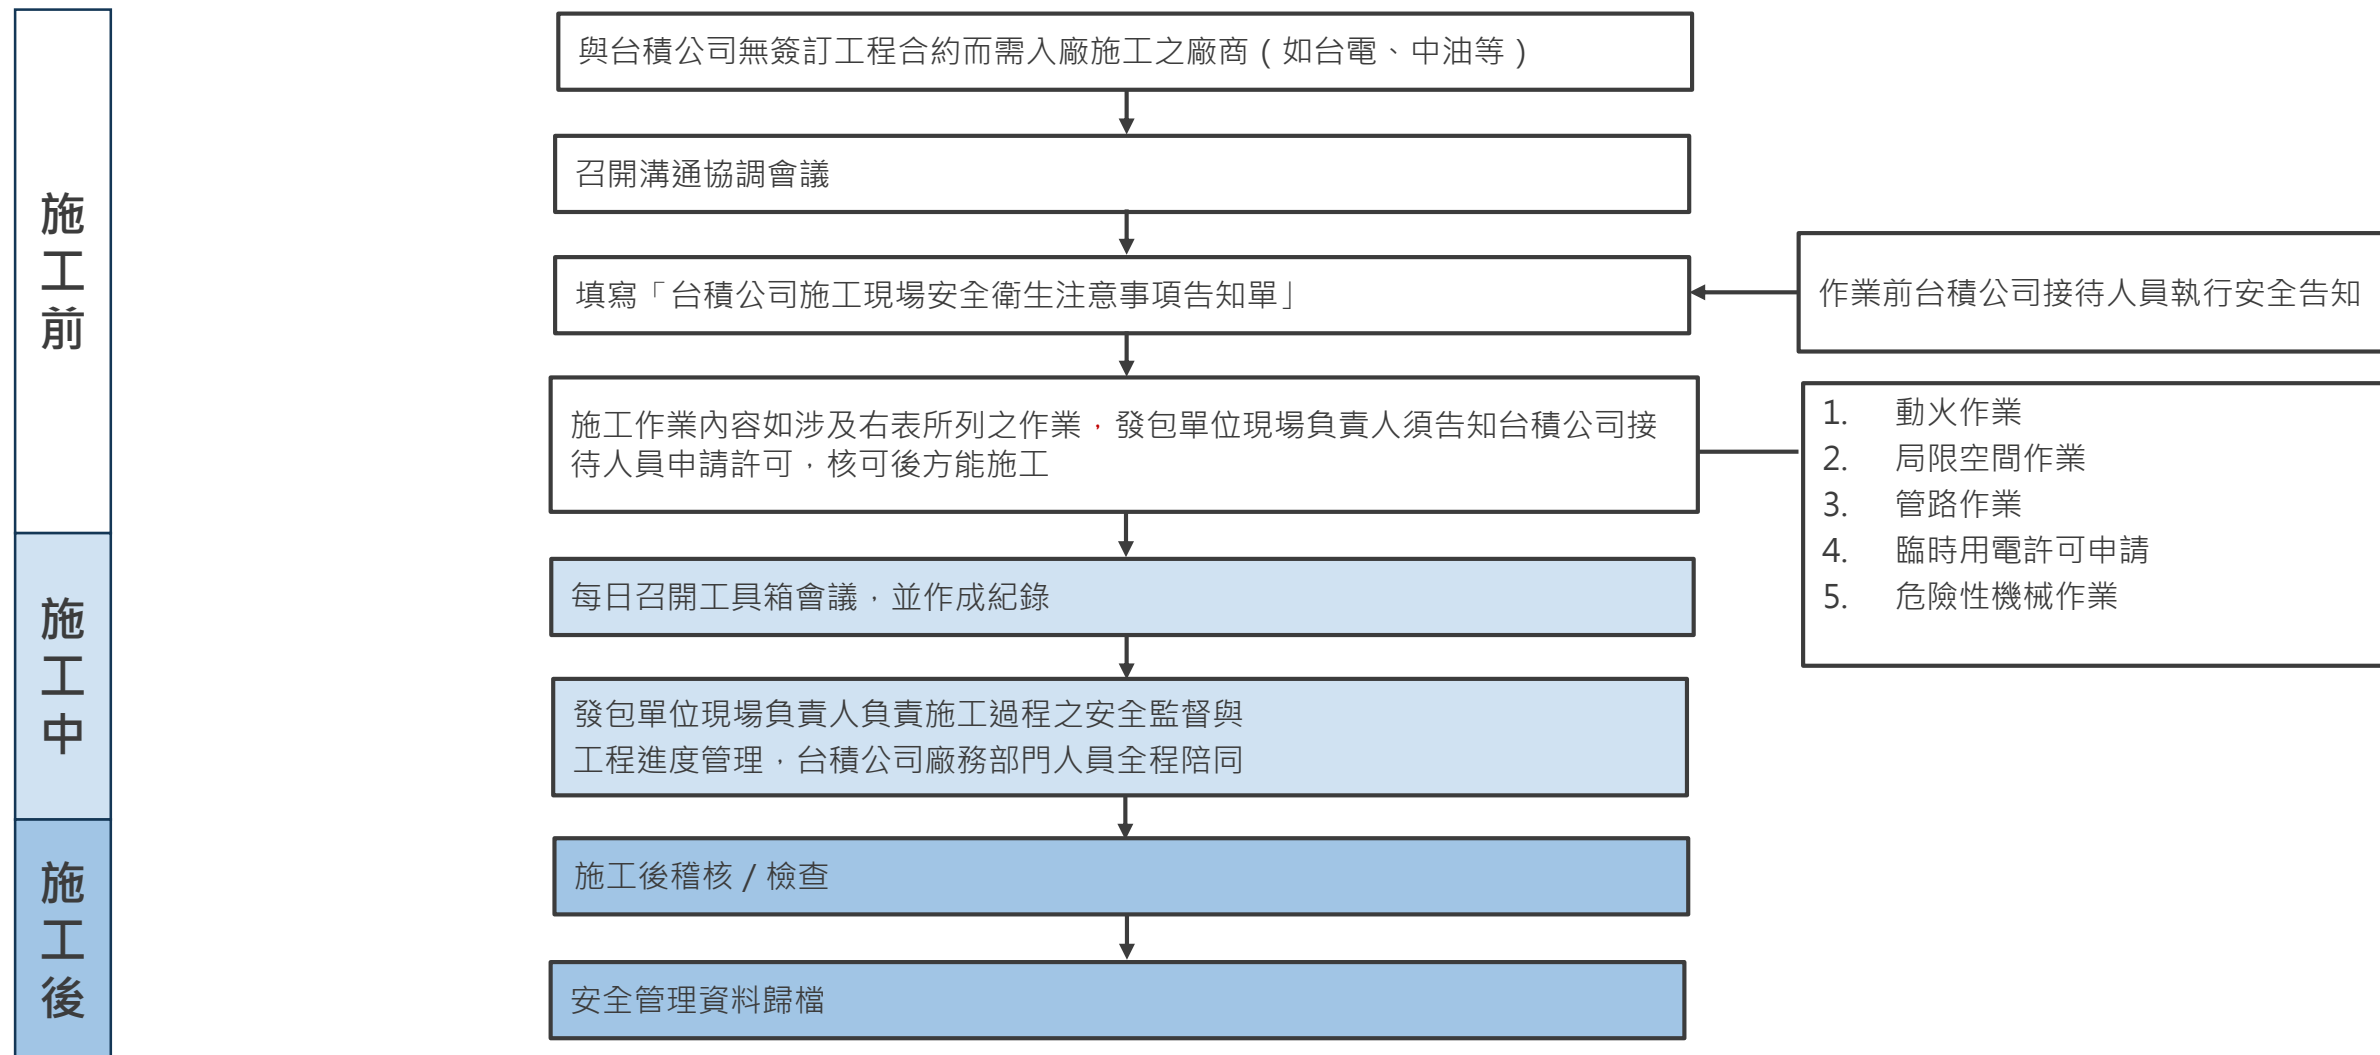 施工前
與台積公司無簽訂工程合約而需入廠施工之廠商(如台電、中油等)
召開溝通協調會議
填寫「台積公司施工現場安全衛生注意事項告知單」
作業前台積公司接待人員執行安全告知
施工作業內容如涉及右表所列之作業，發包單位現場負責人須告知台積公司接
待人員申請許可，核可後方能施工
1. 動火作業
2. 局限空間作業
3. 管路作業
4. 臨時用電許可申請
5. 危險性機械作業
施工中
每日召開工具箱會議，並作成紀錄
發包單位現場負責人負責施工過程之安全監督與
工程進度管理，台積公司廠務部門人員全程陪同
施工後
施工後稽核/檢查
安全管理資料歸檔